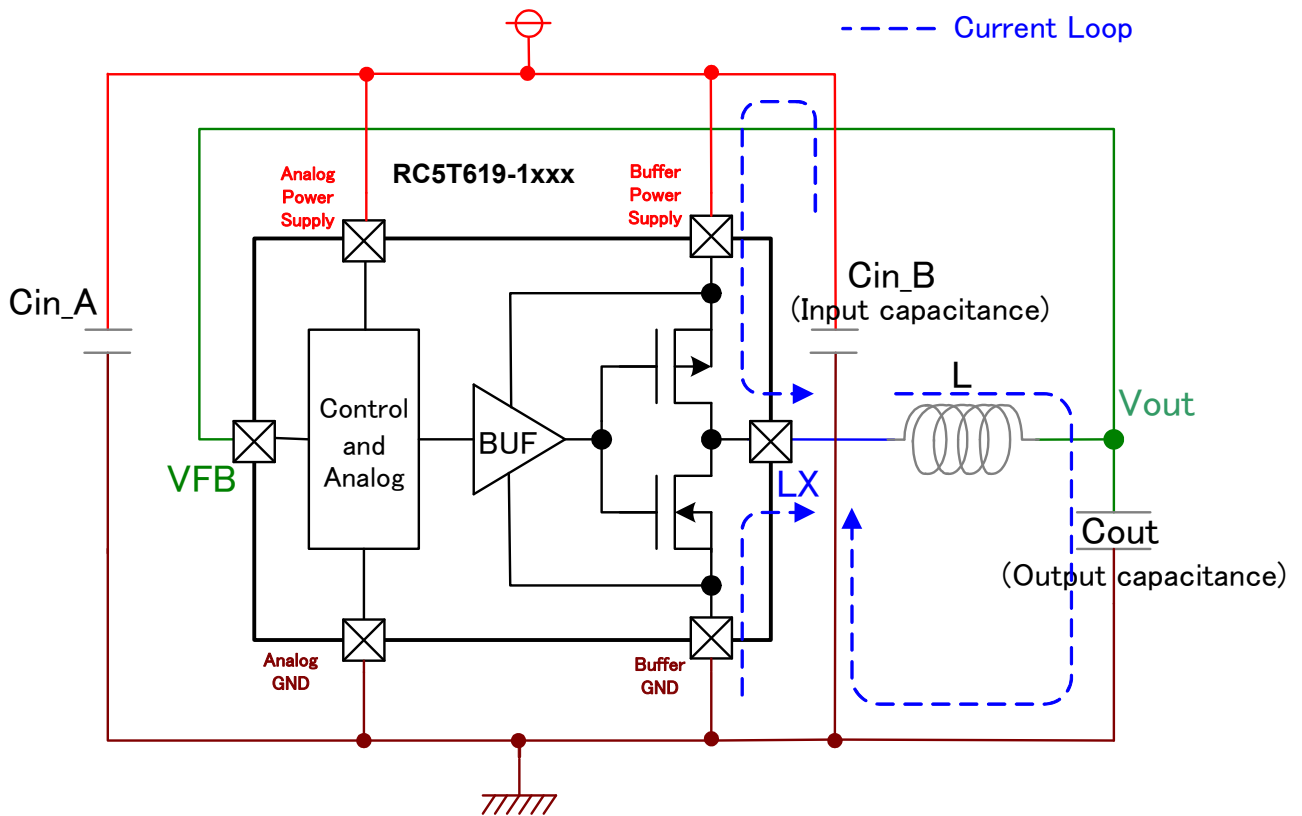 Current Loop
Analog
Power
Supply
RC5T619-1xxx
Buffer
Power
Supply
Cin_A
Cin_B
(Input capacitance)
Control
and
Analog
BUF
L
Vout
VFB
LX
Cout
(Output capacitance)
Analog
GND
Buffer
GND